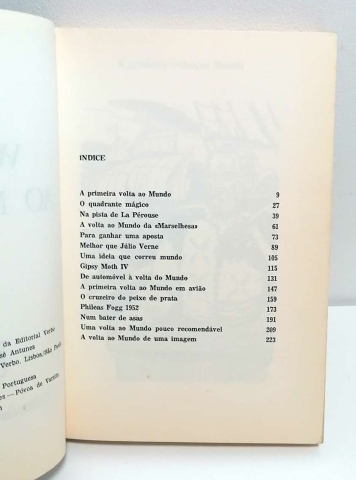 da Editorial Verbo
sé Antunes
Verbo, Lisboa/São Paulo
Portuguesa
es — Póvoa de Varzim
ÍNDICE
A primeira volta ao Mundo 9
O quadrante mágico 27
Na pista de La Pérouse 39
A volta ao Mundo da «Marselhesa» 61
Para ganhar uma aposta 73
Melhor que Júlio Verne 89
Uma ideia que correu mundo 105
Gipsy Moth IV 115
De automóvel à volta do Mundo 131
A primeira volta ao Mundo em avião 147
O cruzeiro do peixe de prata 159
Phileas Fogg 1952 173
Num bater de asas 191
Uma volta ao Mundo pouco recomendável 209
A volta ao Mundo de uma imagem 223